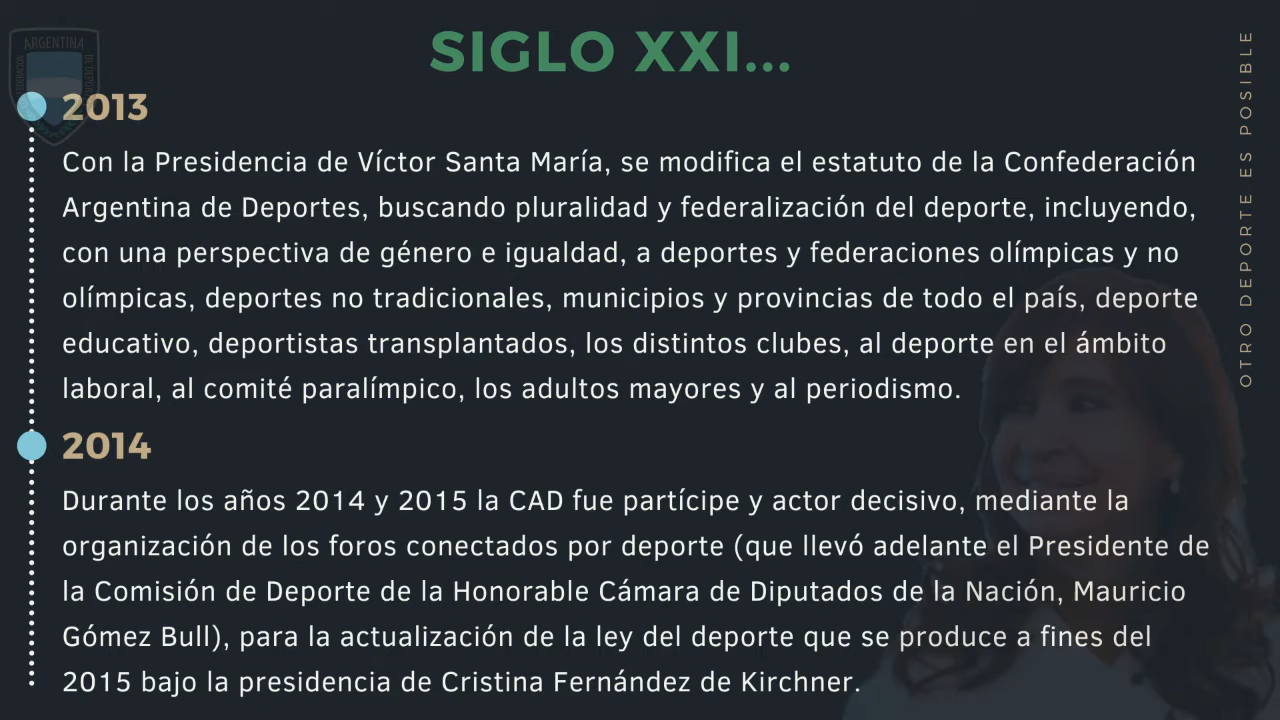 SIGLO XXI...
ARGENTINA
2013
Con la Presidencia de Víctor Santa María, se modifica el estatuto de la Confederación
Argentina de Deportes, buscando pluralidad y federalización del deporte, incluyendo,
con una perspectiva de género e igualdad, a deportes y federaciones olímpicas y no
olímpicas, deportes no tradicionales, municipios y provincias de todo el país, deporte
educativo, deportistas transplantados, los distintos clubes, al deporte en el ámbito
laboral, al comité paralímpico, los adultos mayores y al periodismo.
2014
Durante los años 2014 y 2015 la CAD fue partícipe y actor decisivo, mediante la
organización de los foros conectados por deporte (que llevó adelante el Presidente de
la Comisión de Deporte de la Honorable Cámara de Diputados de la Nación, Mauricio
Gómez Bull), para la actualización de la ley del deporte que se produce a fines del
2015 bajo la presidencia de Cristina Fernández de Kirchner.
OTRO DEPORTE ES POSIBLE